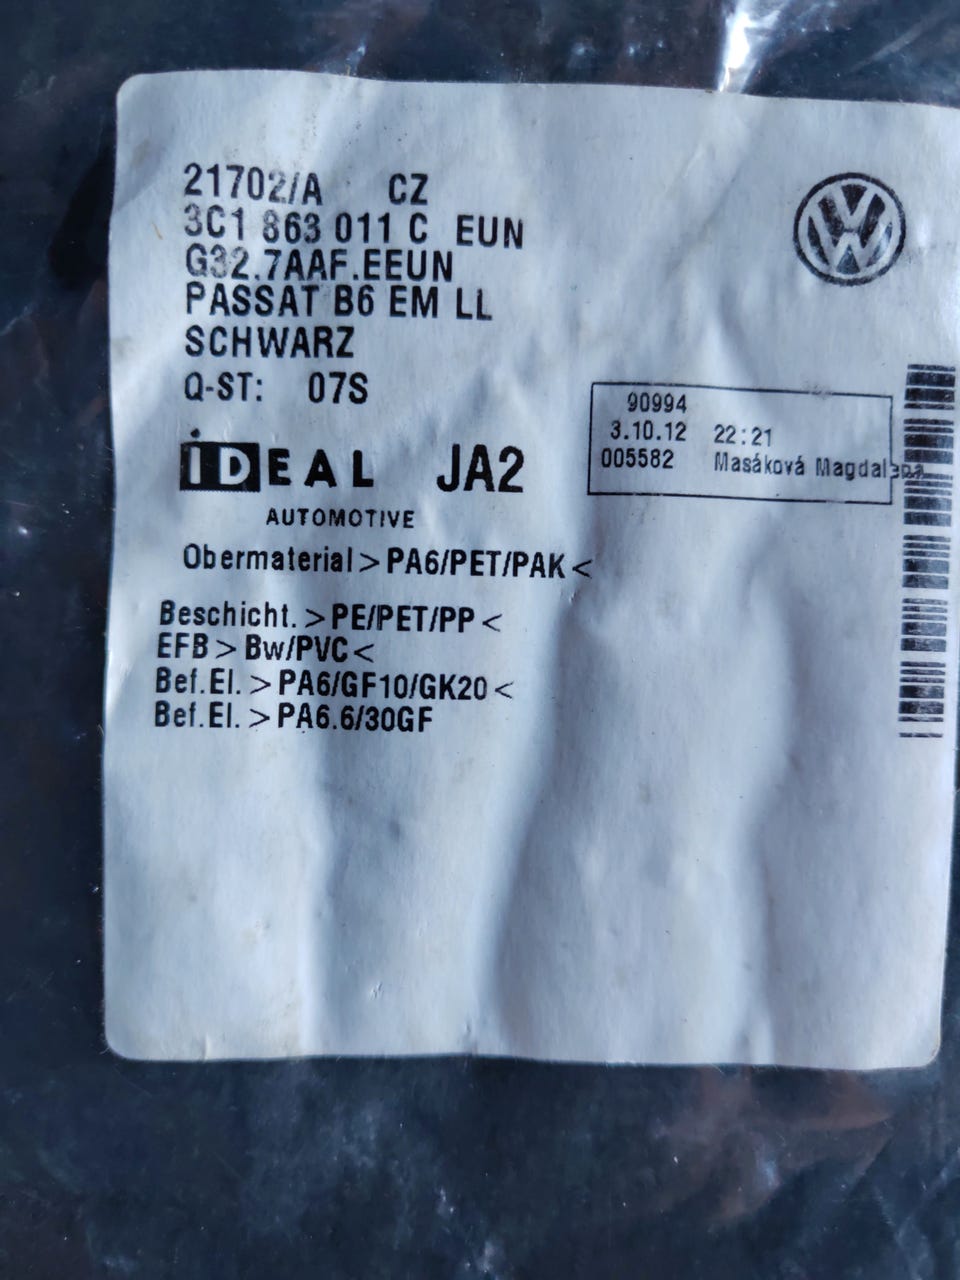 21702/A CZ
3C1 863 011 C EUN
G32.7AAF.EEUN
PASSAT B6 EM LL
SCHWARZ
Q-ST: 07S
90994
3.10.12 22:21
005582 Masáková Magdalena
iDEAL JA2
AUTOMOTIVE
Obermaterial>PA6/PET/PAK<
Beschicht.>PE/PET/PP<
EFB>Bw/PVC<
Bef.El.>PA6/GF10/GK20<
Bef.El.>PA6.6/30GF